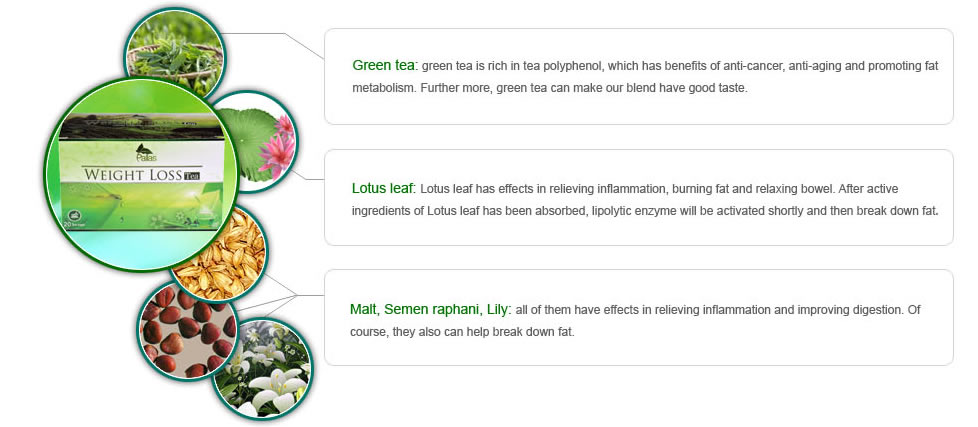 Green tea: green tea is rich in tea polyphenol, which has benefits of anti-cancer, anti-aging and promoting fat
metabolism. Further more, green tea can make our blend have good taste.
Pallas
WEIGHT LOSS Tea
20
Lotus leaf: Lotus leaf has effects in relieving inflammation, burning fat and relaxing bowel. After active
ingredients of Lotus leaf has been absorbed, lipolytic enzyme will be activated shortly and then break down fat.
Malt, Semen raphani, Lily: all of them have effects in relieving inflammation and improving digestion. Of
course, they also can help break down fat.